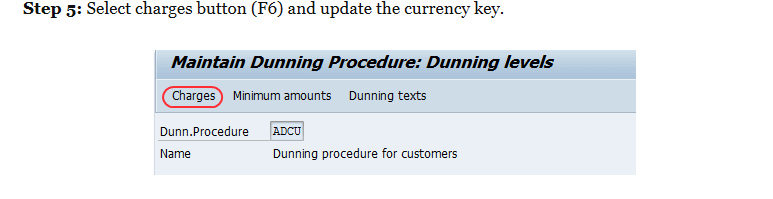 Step 5: Select charges button (F6) and update the currency key.
Maintain Dunning Procedure: Dunning levels
Charges Minimum amounts Dunning texts
Dunn.Procedure ADCU
Name Dunning procedure for customers